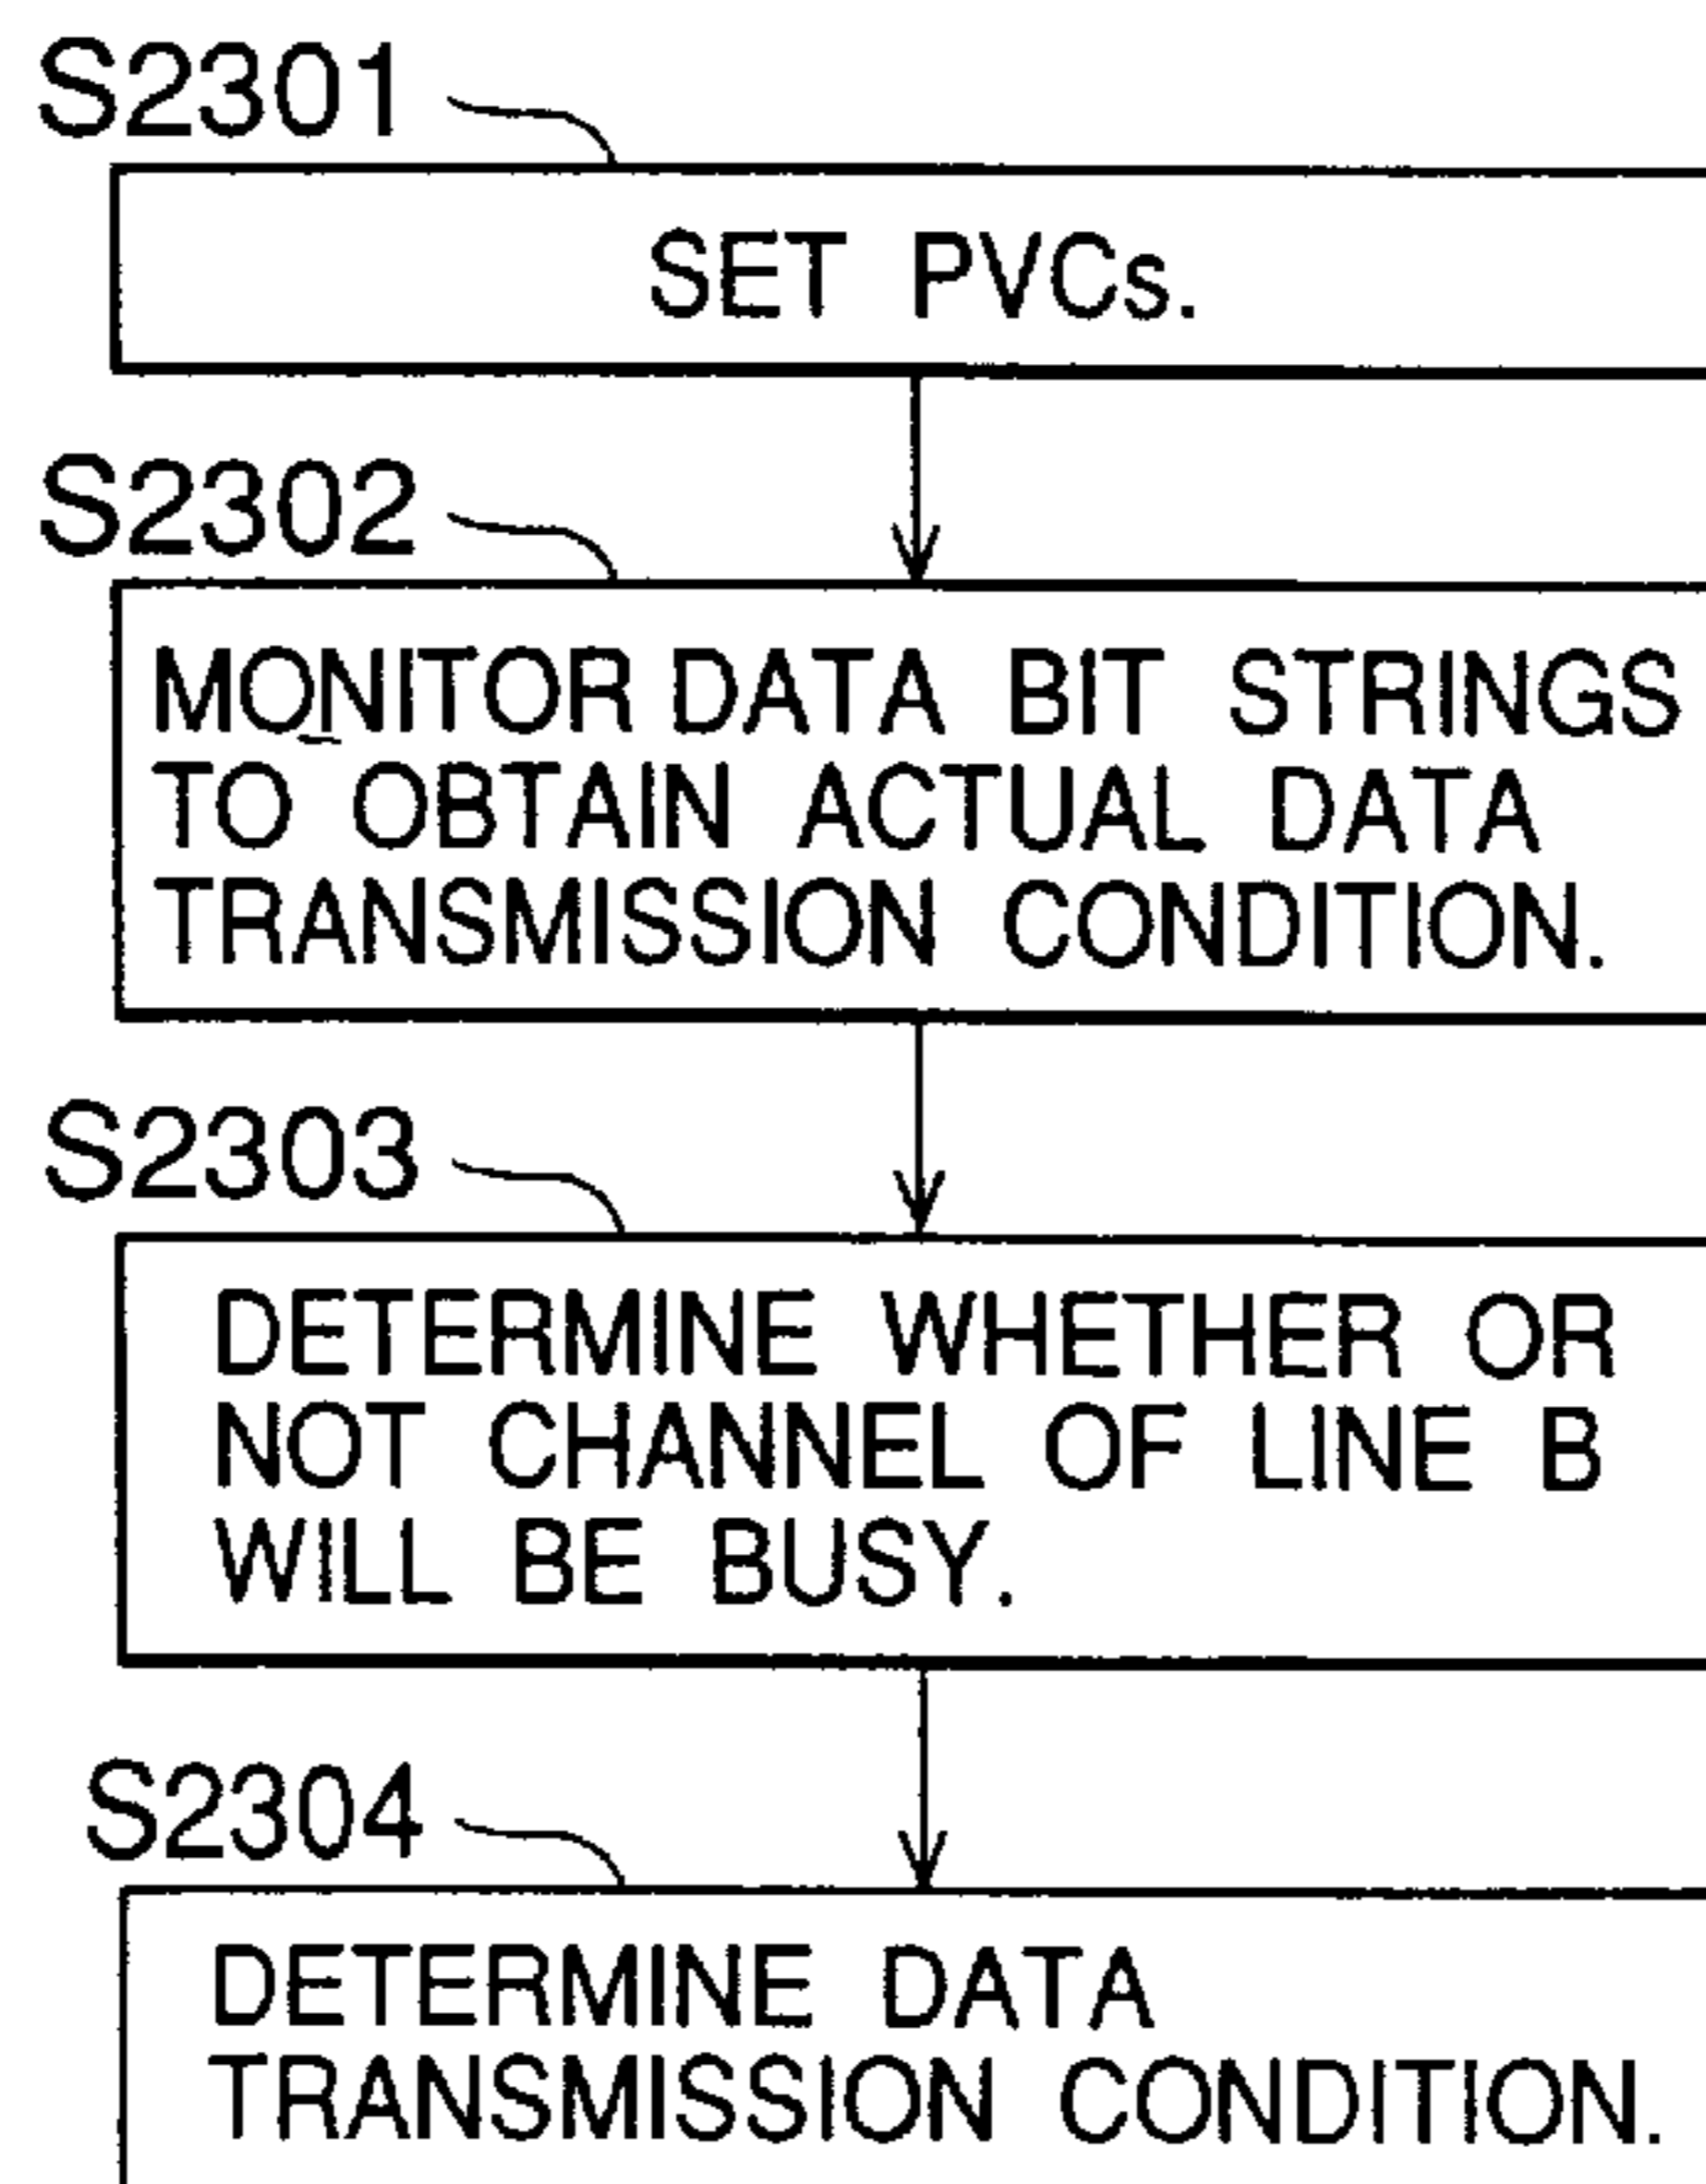 S2301
SET PVCs.
S2302
MONITOR DATA BIT STRINGS
TO OBTAIN ACTUAL DATA
TRANSMISSION CONDITION.
S2303
DETERMINE WHETHER OR
NOT CHANNEL OF LINE B
WILL BE BUSY.
S2304
DETERMINE DATA
TRANSMISSION CONDITION.